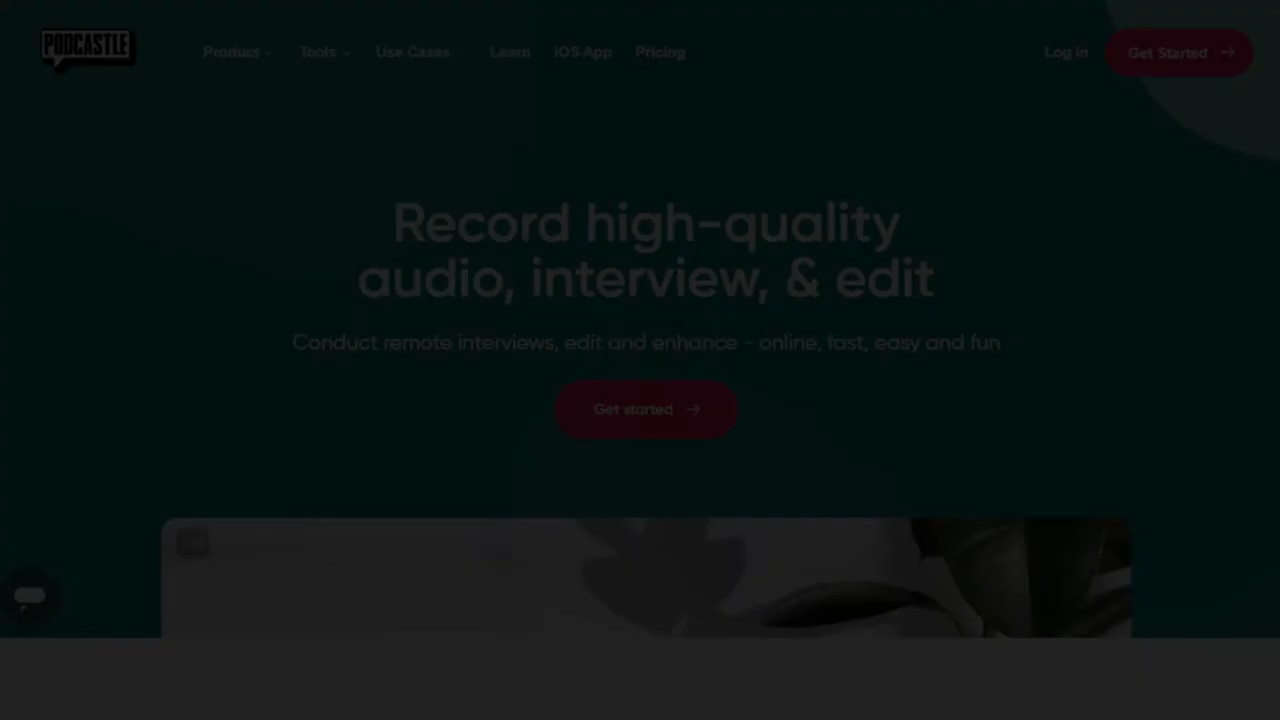 PODCASTLE
Product
Tools
Use Cases
Learn
iOS App
Pricing
Log in
Get Started
Record high-quality
audio, interview, & edit
Conduct remote interviews, edit and enhance - online, fast, easy and fun
Get started